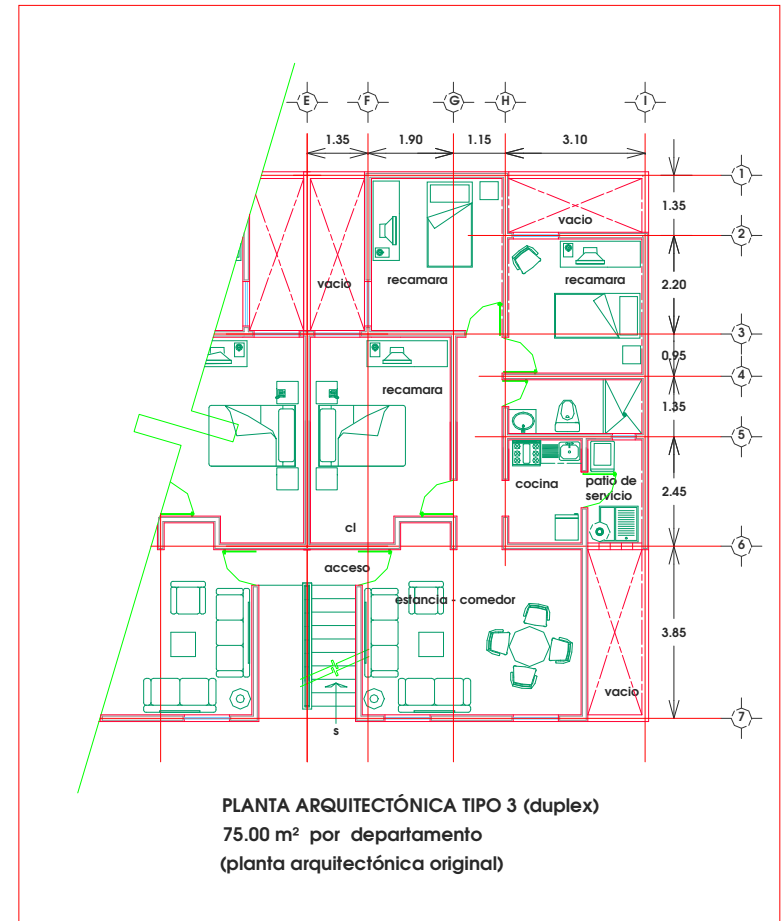 E F G H I
1.35 1.90 1.15 3.10
1
1.35
vacio
2
vacio
recamara
recamara
2.20
3
0.95
4
recamara
1.35
5
cocina
patio de
servicio
2.45
cl
6
acceso
estancia - comedor
3.85
vacio
7
s
PLANTA ARQUITECTÓNICA TIPO 3 (duplex)
75.00 m² por departamento
(planta arquitectónica original)